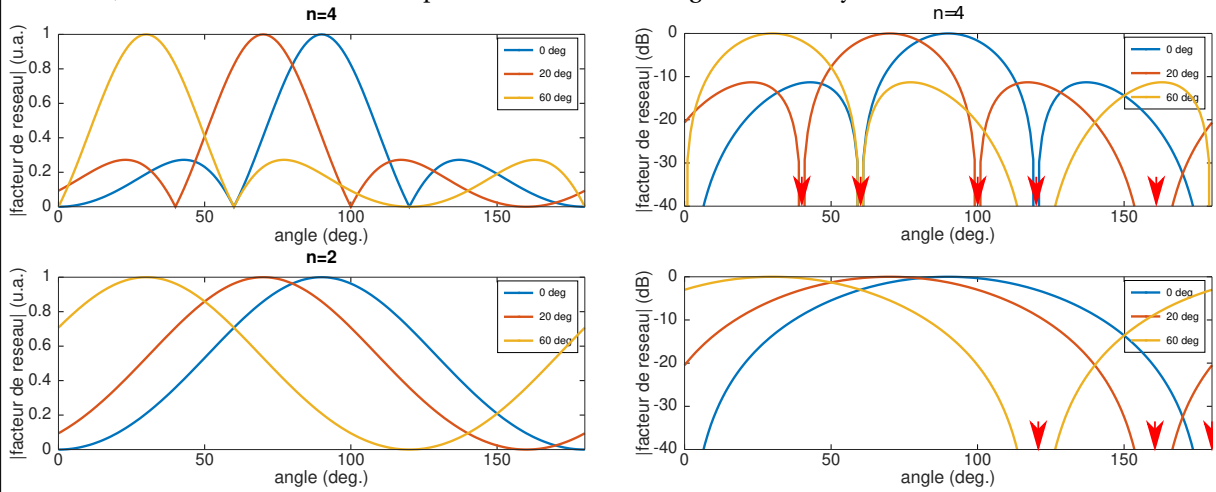 n=4
|facteur de reseau| (u.a.)
1
0.8
0.6
0.4
0.2
0
0 50 100 150
angle (deg.)
0 deg
20 deg
60 deg
n=4
|facteur de reseau| (dB)
0
-10
-20
-30
-40
0 50 100 150
angle (deg.)
0 deg
20 deg
60 deg
n=2
|facteur de reseau| (u.a.)
1
0.8
0.6
0.4
0.2
0
0 50 100 150
angle (deg.)
0 deg
20 deg
60 deg
|facteur de reseau| (dB)
0
-10
-20
-30
-40
0 50 100 150
angle (deg.)
0 deg
20 deg
60 deg